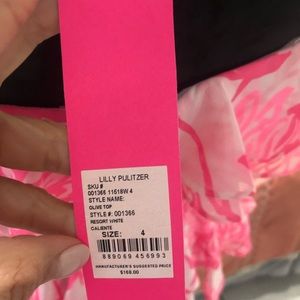 LILLY PULITZER
SKU #
001366 11518W 4
STYLE NAME:
OLIVE TOP
STYLE #: 001366
RESORT WHITE
CALIENTE
SIZE: 4
889069 456993
MANUFACTURER'S SUGGESTED PRICE
$168.00